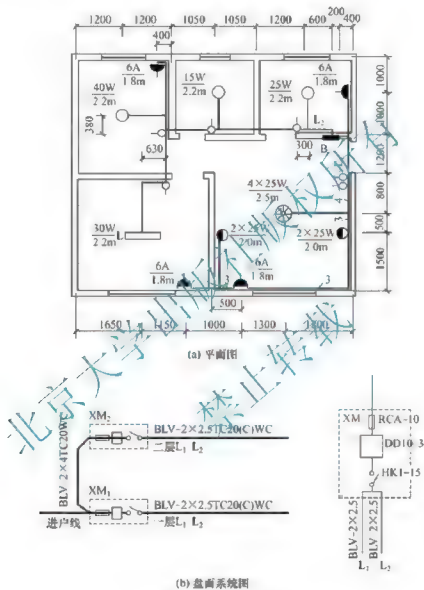 1200
1200
1050
1050
1200
600
200
400
400
6A
1.8m
15W
2.2m
25W
2.2m
6A
1.8m
40W
2.2m
380
L₂
300
B
630
1000
1200
800
500
1500
4×25W
2.5m
4
3
2×25W
2.0m
2×25W
2.0m
30W
2.2m
L
6A
1.8m
6A
1.8m
3
500
1650
1150
1000
1300
(a) 平面图
XM₂
BLV-2×2.5TC20(C)WC
二层L₁ L₂
BLV 2×4TC20WC
XM₁
BLV-2×2.5TC20(C)WC
一层L₁ L₂
进户线
XM
RCA-10
DD10
3
HK1-15
BLV-2×2.5
BLV 2×2.5
L₁
L₂
(b) 盘面系统图
北京大学出版社版权所有
禁止转载